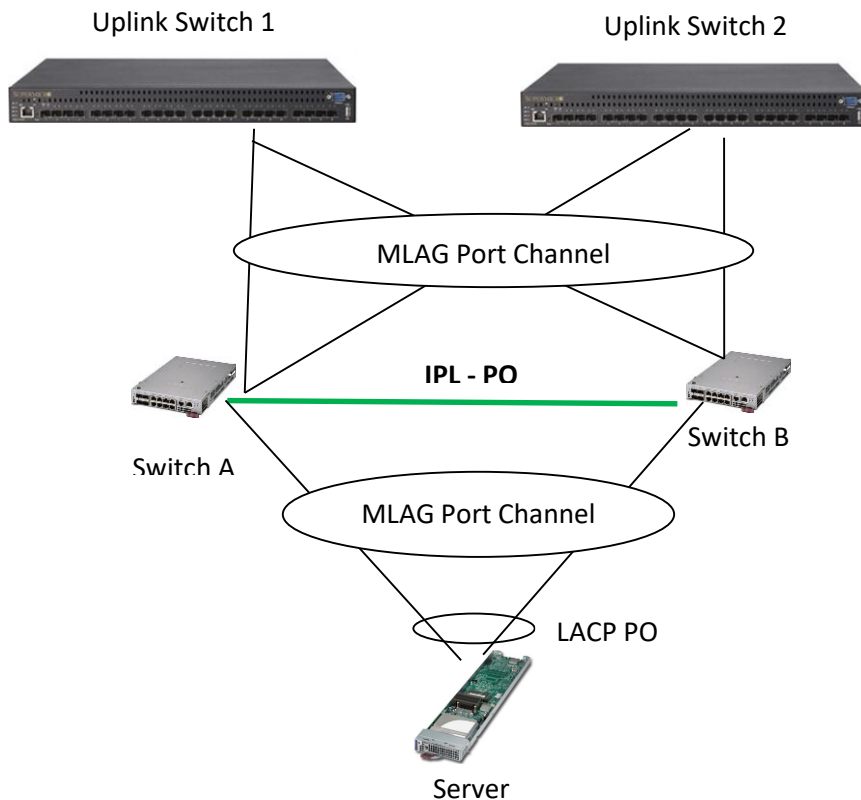 Uplink Switch 1
Uplink Switch 2
MLAG Port Channel
IPL - PO
Switch A
Switch B
MLAG Port Channel
LACP PO
Server